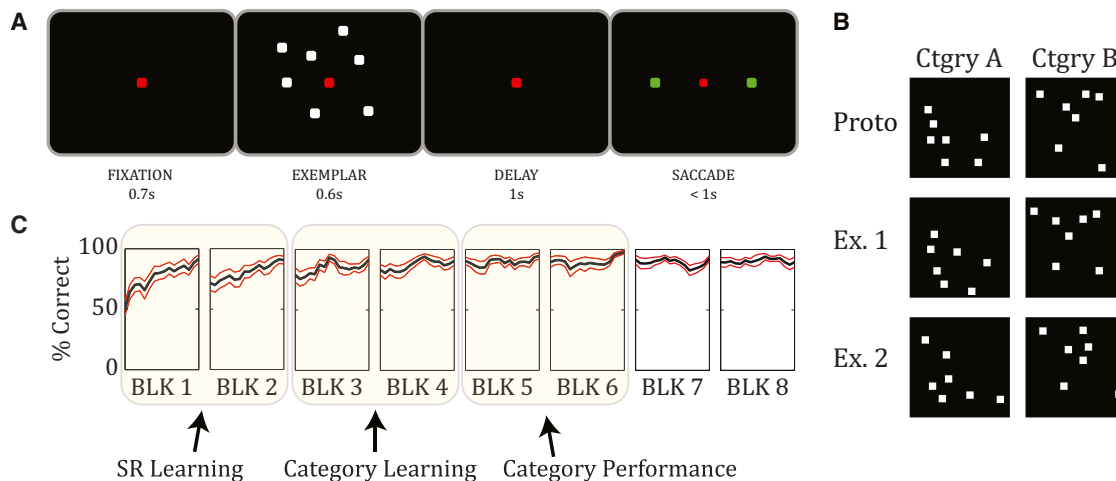 A
FIXATION
0.7s
EXEMPLAR
0.6s
DELAY
1s
SACCADE
< 1s
B
Ctgry A
Ctgry B
Proto
Ex. 1
Ex. 2
C
% Correct
100
50
0
BLK 1
BLK 2
BLK 3
BLK 4
BLK 5
BLK 6
BLK 7
BLK 8
SR Learning
Category Learning
Category Performance